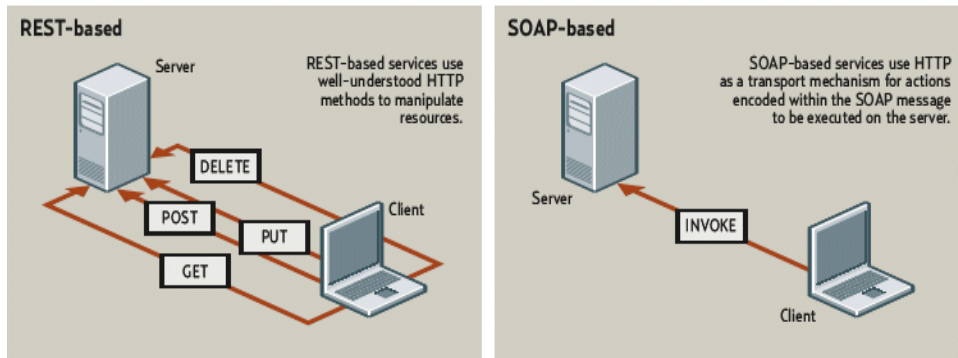 REST-based
Server
REST-based services use
well-understood HTTP
methods to manipulate
resources.
DELETE
POST
PUT
GET
Client
SOAP-based
SOAP-based services use HTTP
as a transport mechanism for actions
encoded within the SOAP message
to be executed on the server.
Server
INVOKE
Client